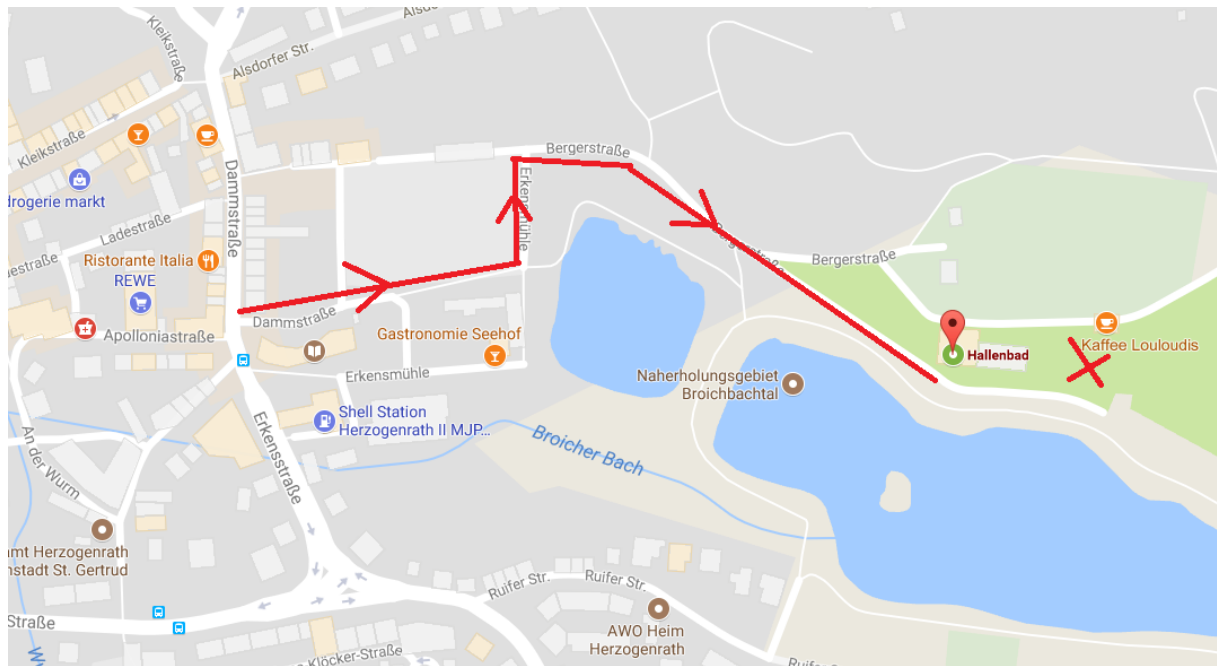 Kleikstraße
Alsdorfer Str.
Kleikstraße
Dammstraße
Bergerstraße
Erkensmühle
drogerie markt
Ladestraße
Ristorante Italia
REWE
Bergerstraße
Bergerstraße
Apolloniastraße
Dammstraße
Gastronomie Seehof
Kaffee Louloudis
Hallenbad
Erkensmühle
Naherholungsgebiet
Broichbachtal
Shell Station
Herzogenrath II MJP...
Erkensstraße
Broicher Bach
An der Wurm
amt Herzogenrath
nstadt St. Gertrud
Ruifer Str.
Ruifer Str.
Straße
AWO Heim
Herzogenrath
Klöcker-Straße
Ruifer Str.